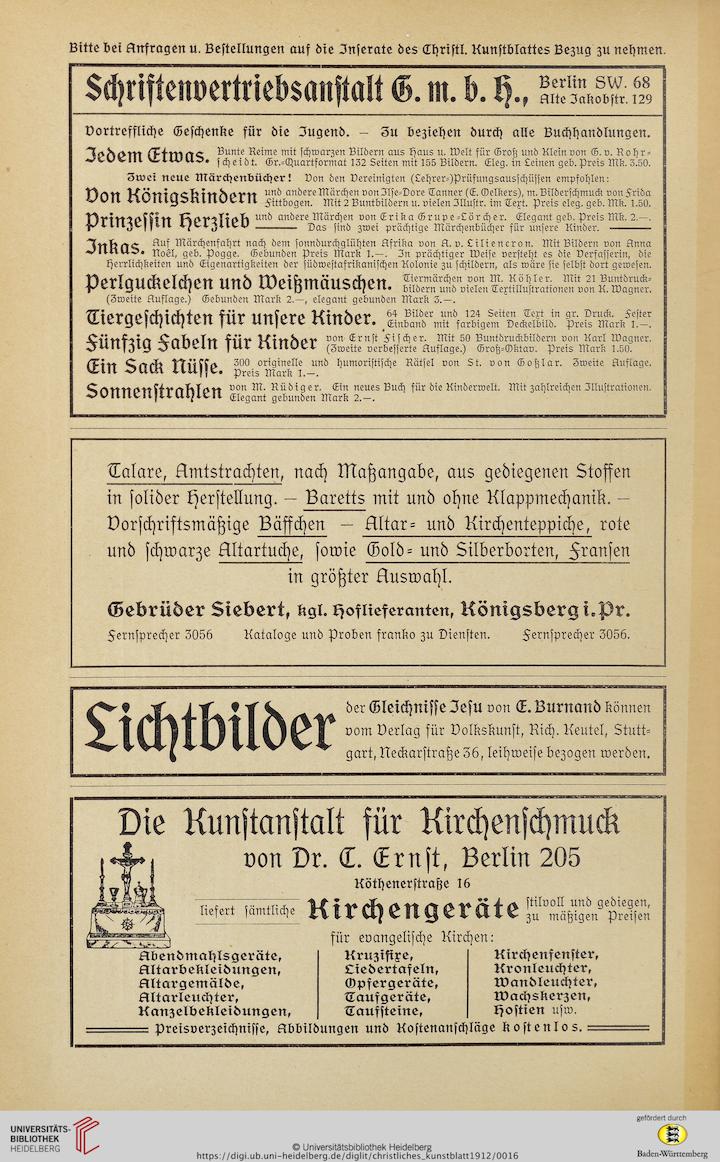 Bitte bei Anfragen u. Bestellungen auf die Inserate des Christl. Kunstblattes Bezug zu nehmen.
Schriftenvertriebsanstalt G. m. b. H., Berlin SW. 68
Alte Jakobstr. 129
Vortreffliche Geschenke für die Jugend. — Zu beziehen durch alle Buchhandlungen.
Jedem Etwas. Bunte Reime mit schwarzen Bildern aus Haus u. Welt für Groß und Klein von G. v. Rohr-
scheidt. Gr.-Quartformat 132 Seiten mit 155 Bildern. Eleg. in Leinen geb. Preis Mk. 3.50.
Zwei neue Märchenbücher! Von den Vereinigten (Lehrer-)Prüfungsausschüssen empfohlen:
Von Königskindern und andere Märchen von Ilse-Dore Tanner (E. Oelkers), m. Bilderschmuck von Frida
Fittbogen. Mit 2 Buntbildern u. vielen Illustr. im Text. Preis eleg. geb. Mk. 1.50.
Prinzessin Herzlieb und andere Märchen von Erika Grupe-Lörcher. Elegant geb. Preis Mk. 2.—.
Das sind zwei prächtige Märchenbücher für unsere Kinder.
Inkas. Auf Märchenfahrt nach dem sonndurchglühten Afrika von A. v. Liliencron. Mit Bildern von Anna
Noël, geb. Pogge. Gebunden Preis Mark 1.—. In prächtiger Weise versteht es die Verfasserin, die
Herrlichkeiten und Eigenartigkeiten der südwestafrikanischen Kolonie zu schildern, als wäre sie selbst dort gewesen.
Perlguckelchen und Weißmäuschen. Tiermärchen von M. Köhler. Mit 21 Buntdruck-
bildern und vielen Textillustrationen von K. Wagner.
(Zweite Auflage.) Gebunden Mark 2.—, elegant gebunden Mark 3.—.
Tiergeschichten für unsere Kinder. 64 Bilder und 124 Seiten Text in gr. Druck. Fester
Einband mit farbigem Deckelbild. Preis Mark 1.—.
Fünfzig Fabeln für Kinder von Ernst Fischer. Mit 50 Buntdruckbildern von Karl Wagner.
(Zweite verbesserte Auflage.) Groß-Oktav. Preis Mark 1.50.
Ein Sack Nüsse. 300 originelle und humoristische Rätsel von St. von Goßlar. Zweite Auflage.
Preis Mark 1.—.
Sonnenstrahlen von M. Rüdiger. Ein neues Buch für die Kinderwelt. Mit zahlreichen Illustrationen.
Elegant gebunden Mark 2.—.
Talare, Amtstrachten, nach Maßangabe, aus gediegenen Stoffen
in solider Herstellung. — Baretts mit und ohne Klappmechanik. —
Vorschriftsmäßige Bäffchen — Altar- und Kirchenteppiche, rote
und schwarze Altartuche, sowie Gold- und Silberborten, Fransen
in größter Auswahl.
Gebrüder Siebert, kgl. Hoflieferanten, Königsberg i. Pr.
Fernsprecher 3056 Kataloge und Proben franko zu Diensten. Fernsprecher 3056.
Lichtbilder der Gleichnisse Jesu von E. Burnand können
vom Verlag für Volkskunst, Rich. Keutel, Stutt-
gart, Neckarstraße 36, leihweise bezogen werden.
Die Kunstanstalt für Kirchenschmuck
von Dr. C. Ernst, Berlin 205
Köthenerstraße 16
liefert sämtliche Kirchengeräte stilvoll und gediegen,
zu mäßigen Preisen
für evangelische Kirchen:
Abendmahlsgeräte, Kruzifixe, Kirchenfenster,
Altarbekleidungen, Liedertafeln, Kronleuchter,
Altargemälde, Opfergeräte, Wandleuchter,
Altarleuchter, Taufgeräte, Wachskerzen,
Kanzelbekleidungen, Taufsteine, Hostien usw.
Preisverzeichnisse, Abbildungen und Kostenanschläge kostenlos.
UNIVERSITÄTS-
BIBLIOTHEK
HEIDELBERG
© Universitätsbibliothek Heidelberg
https://digi.ub.uni-heidelberg.de/diglit/christliches_kunstblatt1912/0016
gefördert durch
Baden-Württemberg